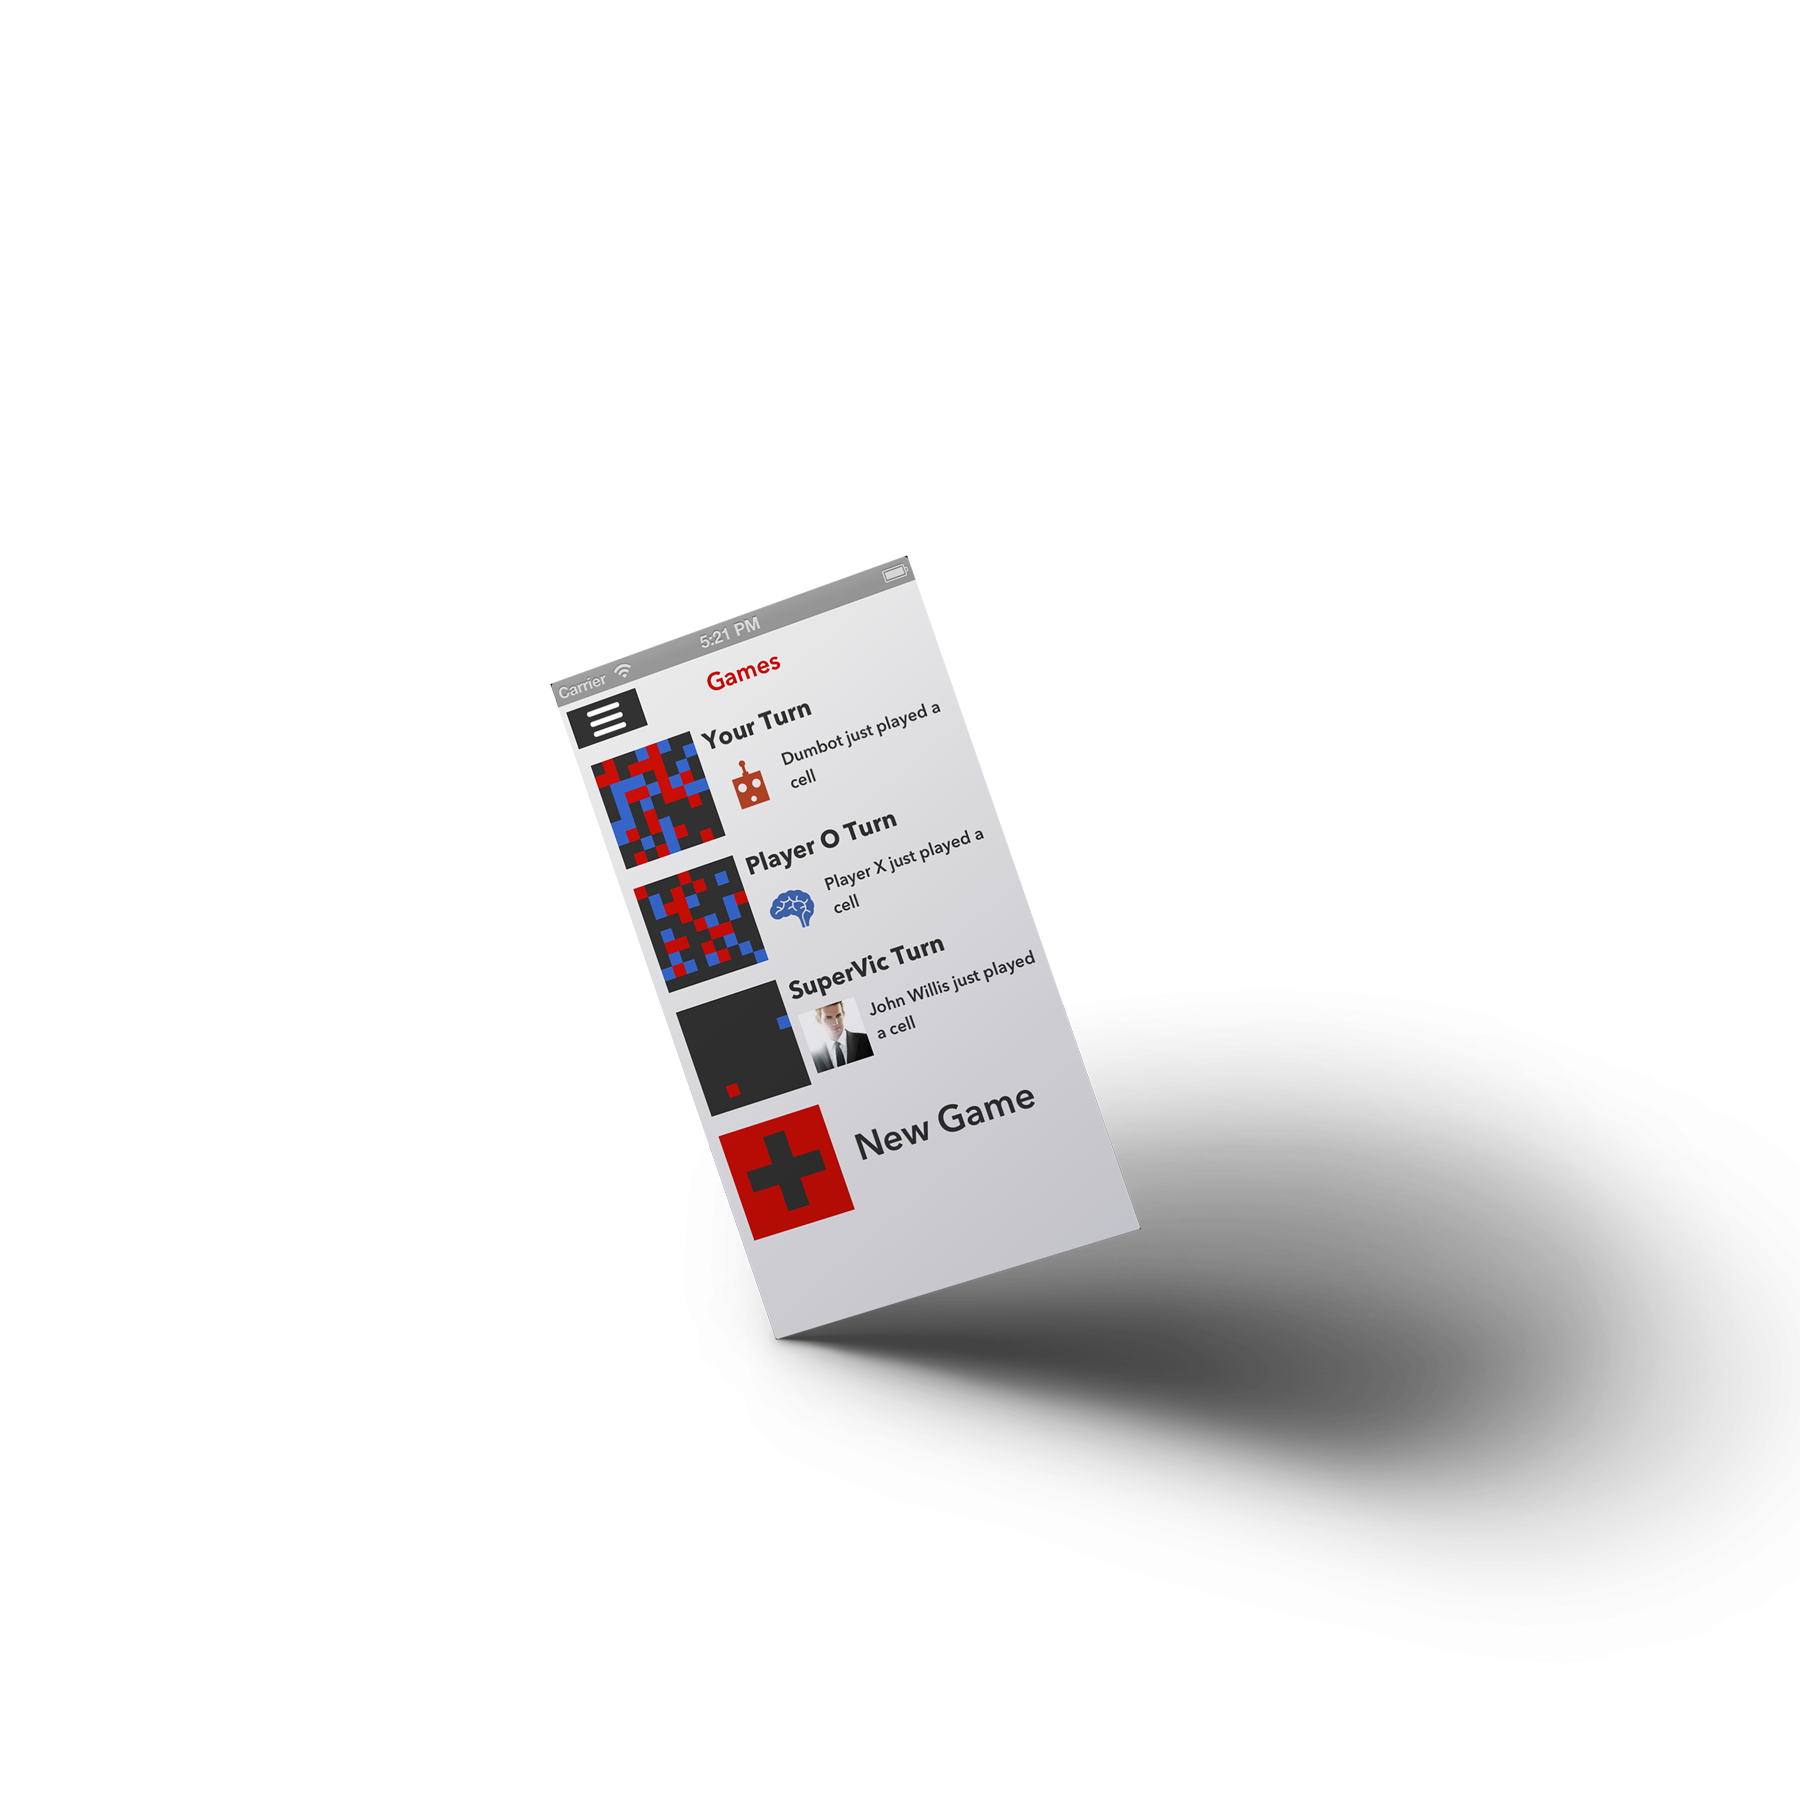 Carrier 5:21 PM
Games
Your Turn
Dumbot just played a
cell
Player O Turn
Player X just played a
cell
SuperVic Turn
John Willis just played
a cell
New Game